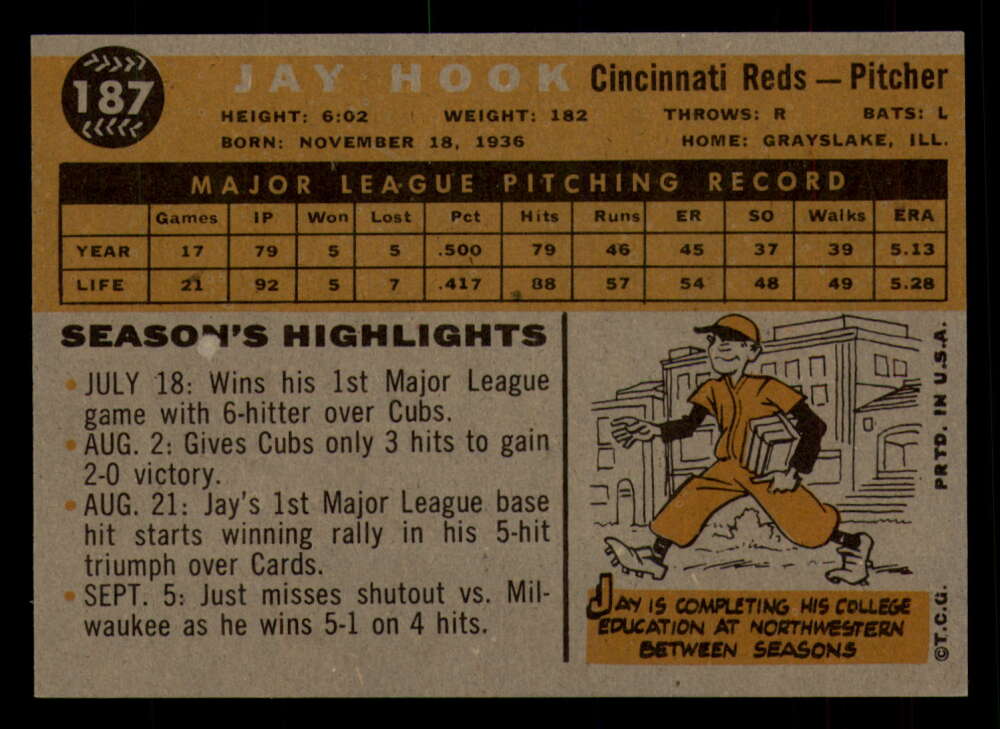 187
JAY HOOK Cincinnati Reds — Pitcher
HEIGHT: 6:02 WEIGHT: 182 THROWS: R BATS: L
BORN: NOVEMBER 18, 1936 HOME: GRAYSLAKE, ILL.
MAJOR LEAGUE PITCHING RECORD
Games IP Won Lost Pct Hits Runs ER SO Walks ERA
YEAR 17 79 5 5 .500 79 46 45 37 39 5.13
LIFE 21 92 5 7 .417 88 57 54 48 49 5.28
SEASON'S HIGHLIGHTS
• JULY 18: Wins his 1st Major League
game with 6-hitter over Cubs.
• AUG. 2: Gives Cubs only 3 hits to gain
2-0 victory.
• AUG. 21: Jay's 1st Major League base
hit starts winning rally in his 5-hit
triumph over Cards.
• SEPT. 5: Just misses shutout vs. Mil-
waukee as he wins 5-1 on 4 hits.
JAY IS COMPLETING HIS COLLEGE
EDUCATION AT NORTHWESTERN
BETWEEN SEASONS
©T.C.G. PRTD. IN U.S.A.